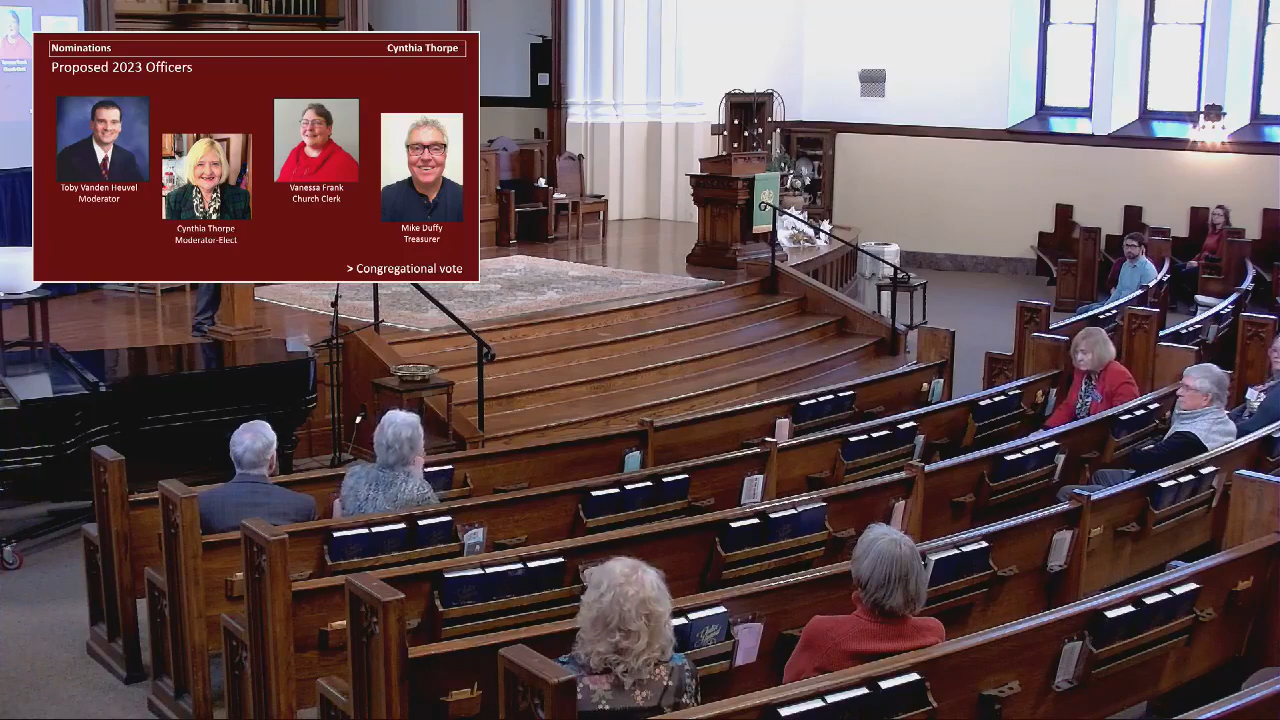 Nominations
Cynthia Thorpe
Proposed 2023 Officers
Toby Vanden Heuvel
Moderator
Cynthia Thorpe
Moderator-Elect
Vanessa Frank
Church Clerk
Mike Duffy
Treasurer
> Congregational vote